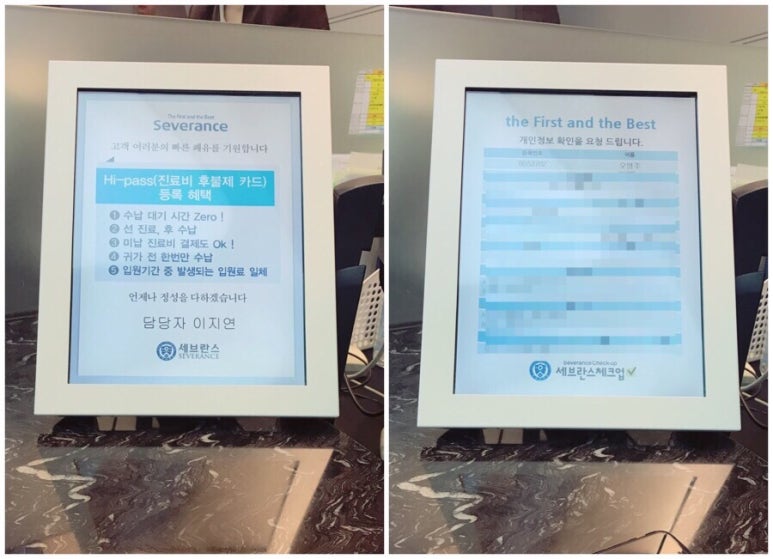 The First and the Best
Severance
고객 여러분의 빠른 쾌유를 기원합니다
Hi-pass(진료비 후불제 카드)
등록 혜택
① 수납 대기 시간 Zero !
② 선 진료, 후 수납
③ 미납 진료비 결제도 Ok !
④ 귀가 전 한번만 수납
⑤ 입원기간 중 발생되는 입원료 일체
언제나 정성을 다하겠습니다
담당자 이지연
세브란스
SEVERANCE
the First and the Best
개인정보 확인을 요청 드립니다.
등록번호 이름
Severance Check-up
세브란스체크업